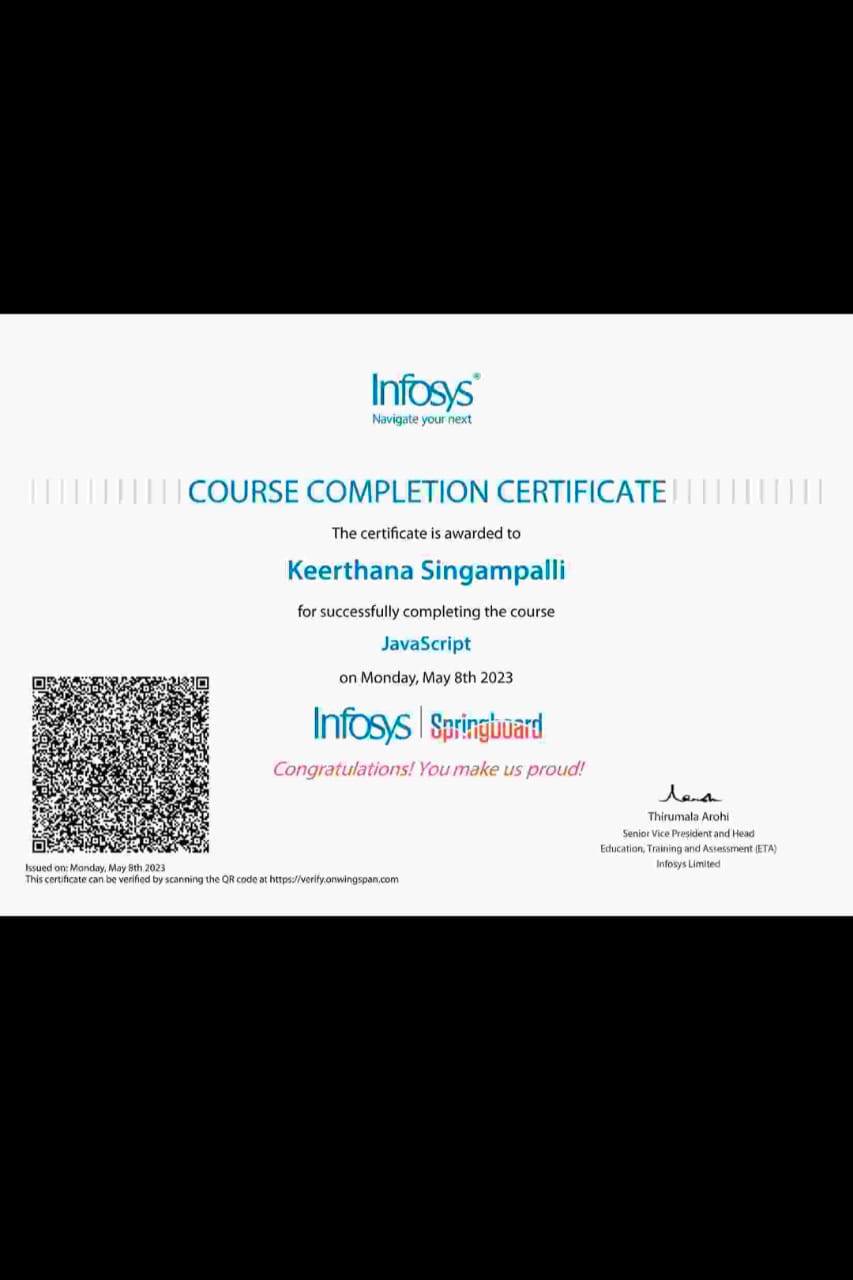 Infosys®
Navigate your next
COURSE COMPLETION CERTIFICATE
The certificate is awarded to
Keerthana Singampalli
for successfully completing the course
JavaScript
on Monday, May 8th 2023
Infosys | Springboard
Congratulations! You make us proud!
Thirumala Arohi
Senior Vice President and Head
Education, Training and Assessment (ETA)
Infosys Limited
Issued on: Monday, May 8th 2023
This certificate can be verified by scanning the QR code at https://verify.onwingspan.com